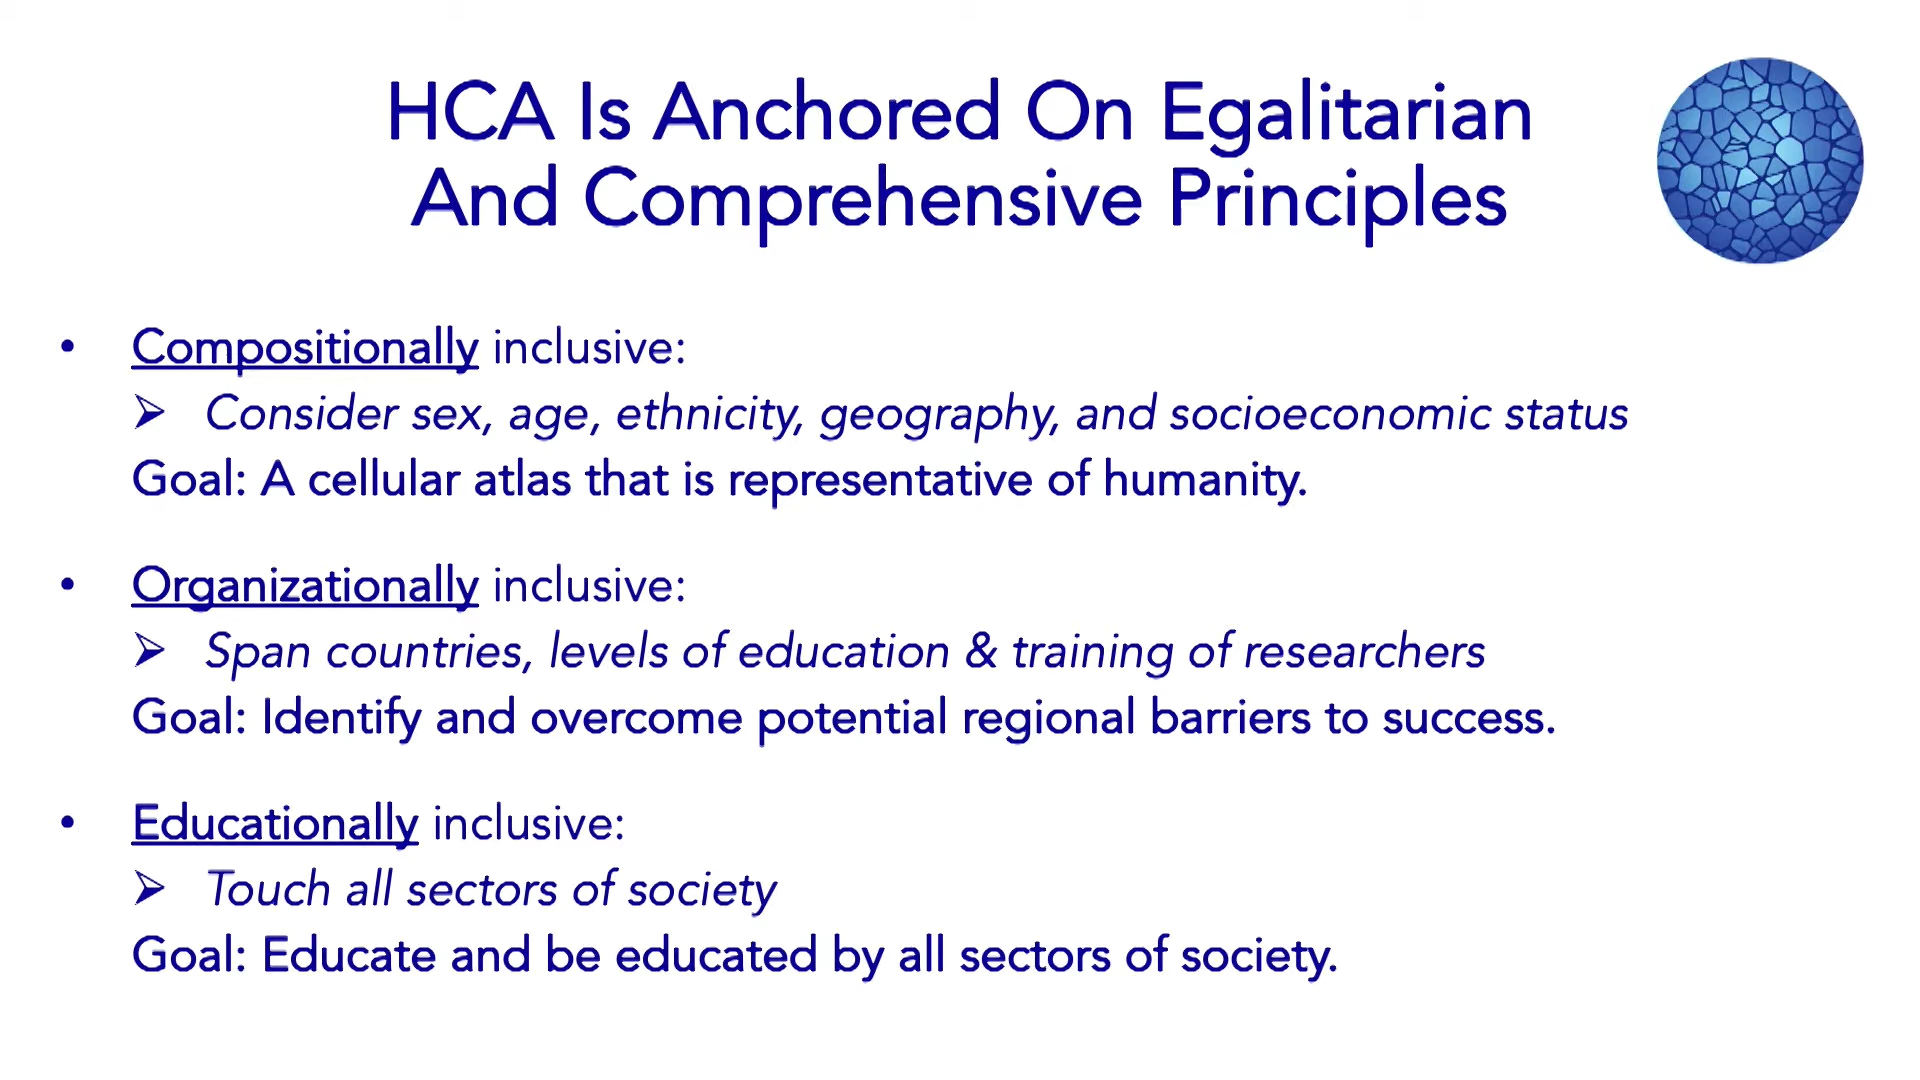 HCA Is Anchored On Egalitarian
And Comprehensive Principles
• Compositionally inclusive:
➢ Consider sex, age, ethnicity, geography, and socioeconomic status
Goal: A cellular atlas that is representative of humanity.
• Organizationally inclusive:
➢ Span countries, levels of education & training of researchers
Goal: Identify and overcome potential regional barriers to success.
• Educationally inclusive:
➢ Touch all sectors of society
Goal: Educate and be educated by all sectors of society.